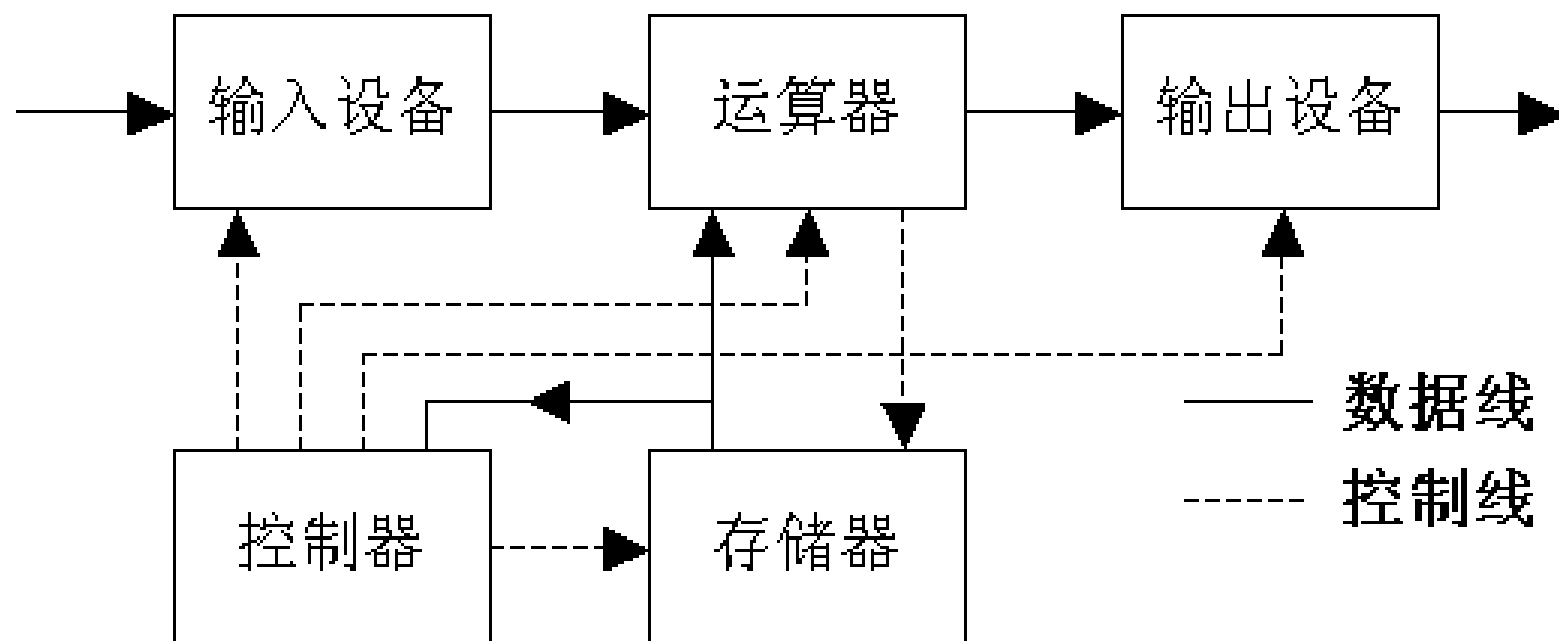 输入设备
运算器
输出设备
数据线
控制线
控制器
存储器